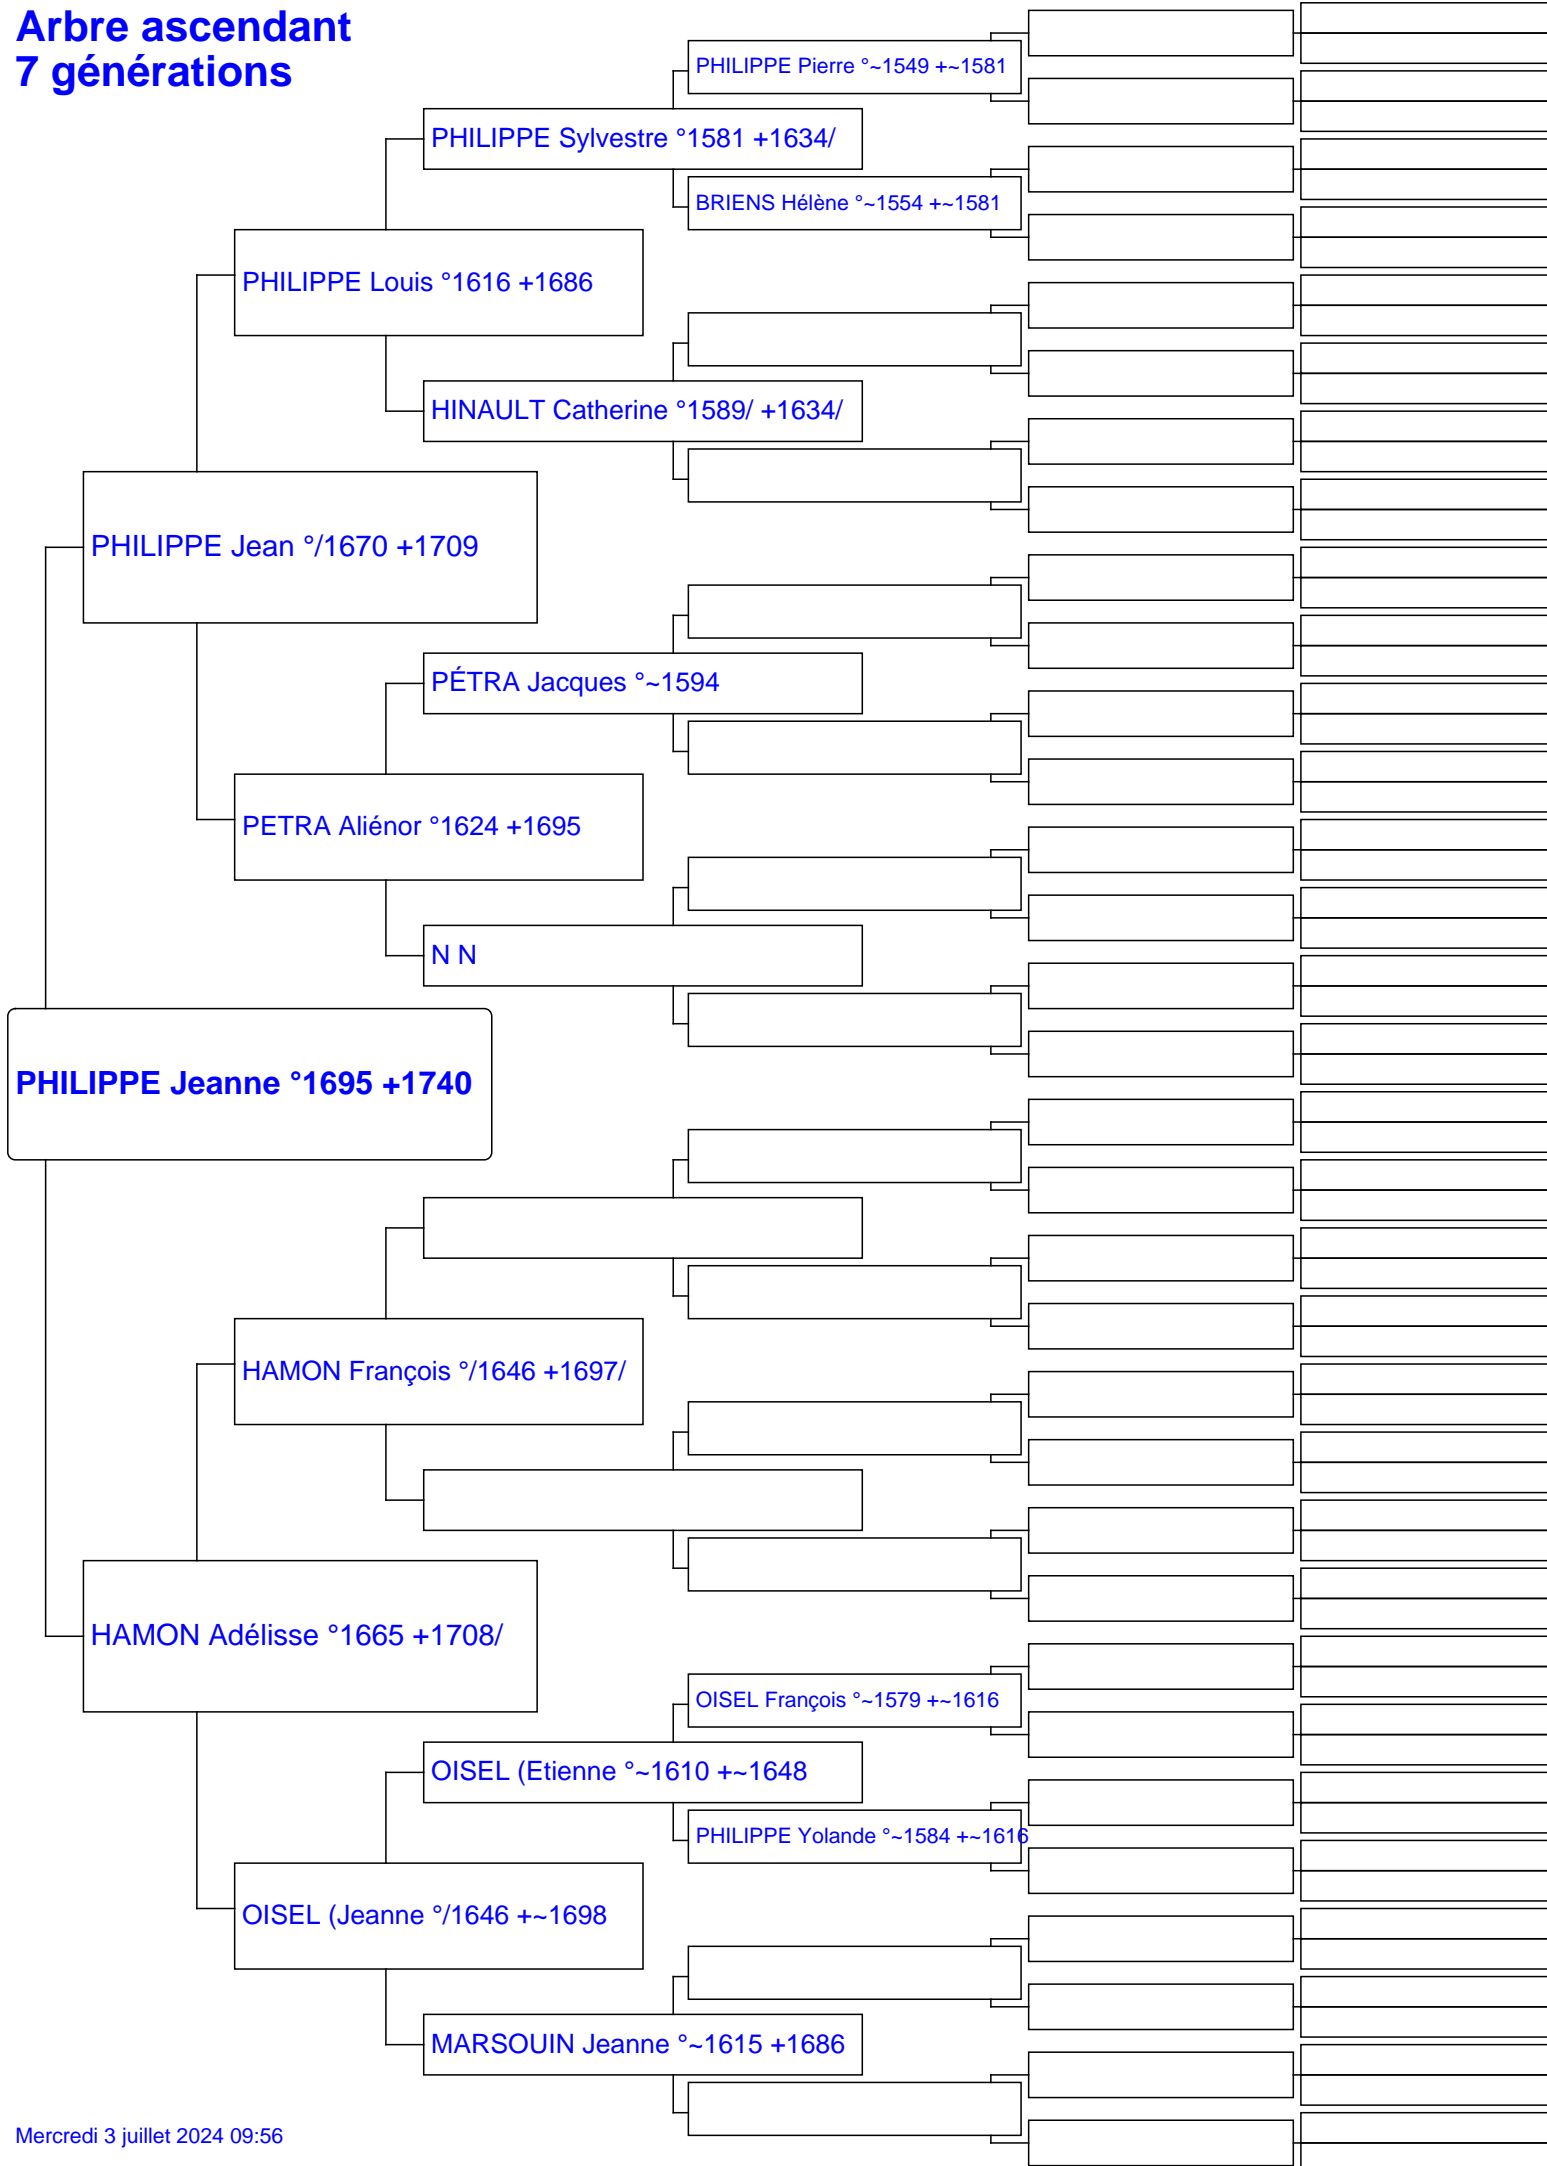 Arbre ascendant
7 générations
PHILIPPE Pierre °~1549 +~1581
PHILIPPE Sylvestre °1581 +1634/
BRIENS Hélène °~1554 +~1581
PHILIPPE Louis °1616 +1686
HINAULT Catherine °1589/ +1634/
PHILIPPE Jean °/1670 +1709
PÉTRA Jacques °~1594
PETRA Aliénor °1624 +1695
N N
PHILIPPE Jeanne °1695 +1740
HAMON François °/1646 +1697/
HAMON Adélisse °1665 +1708/
OISEL François °~1579 +~1616
OISEL (Etienne °~1610 +~1648
PHILIPPE Yolande °~1584 +~1616
OISEL (Jeanne °/1646 +~1698
MARSOUIN Jeanne °~1615 +1686
Mercredi 3 juillet 2024 09:56